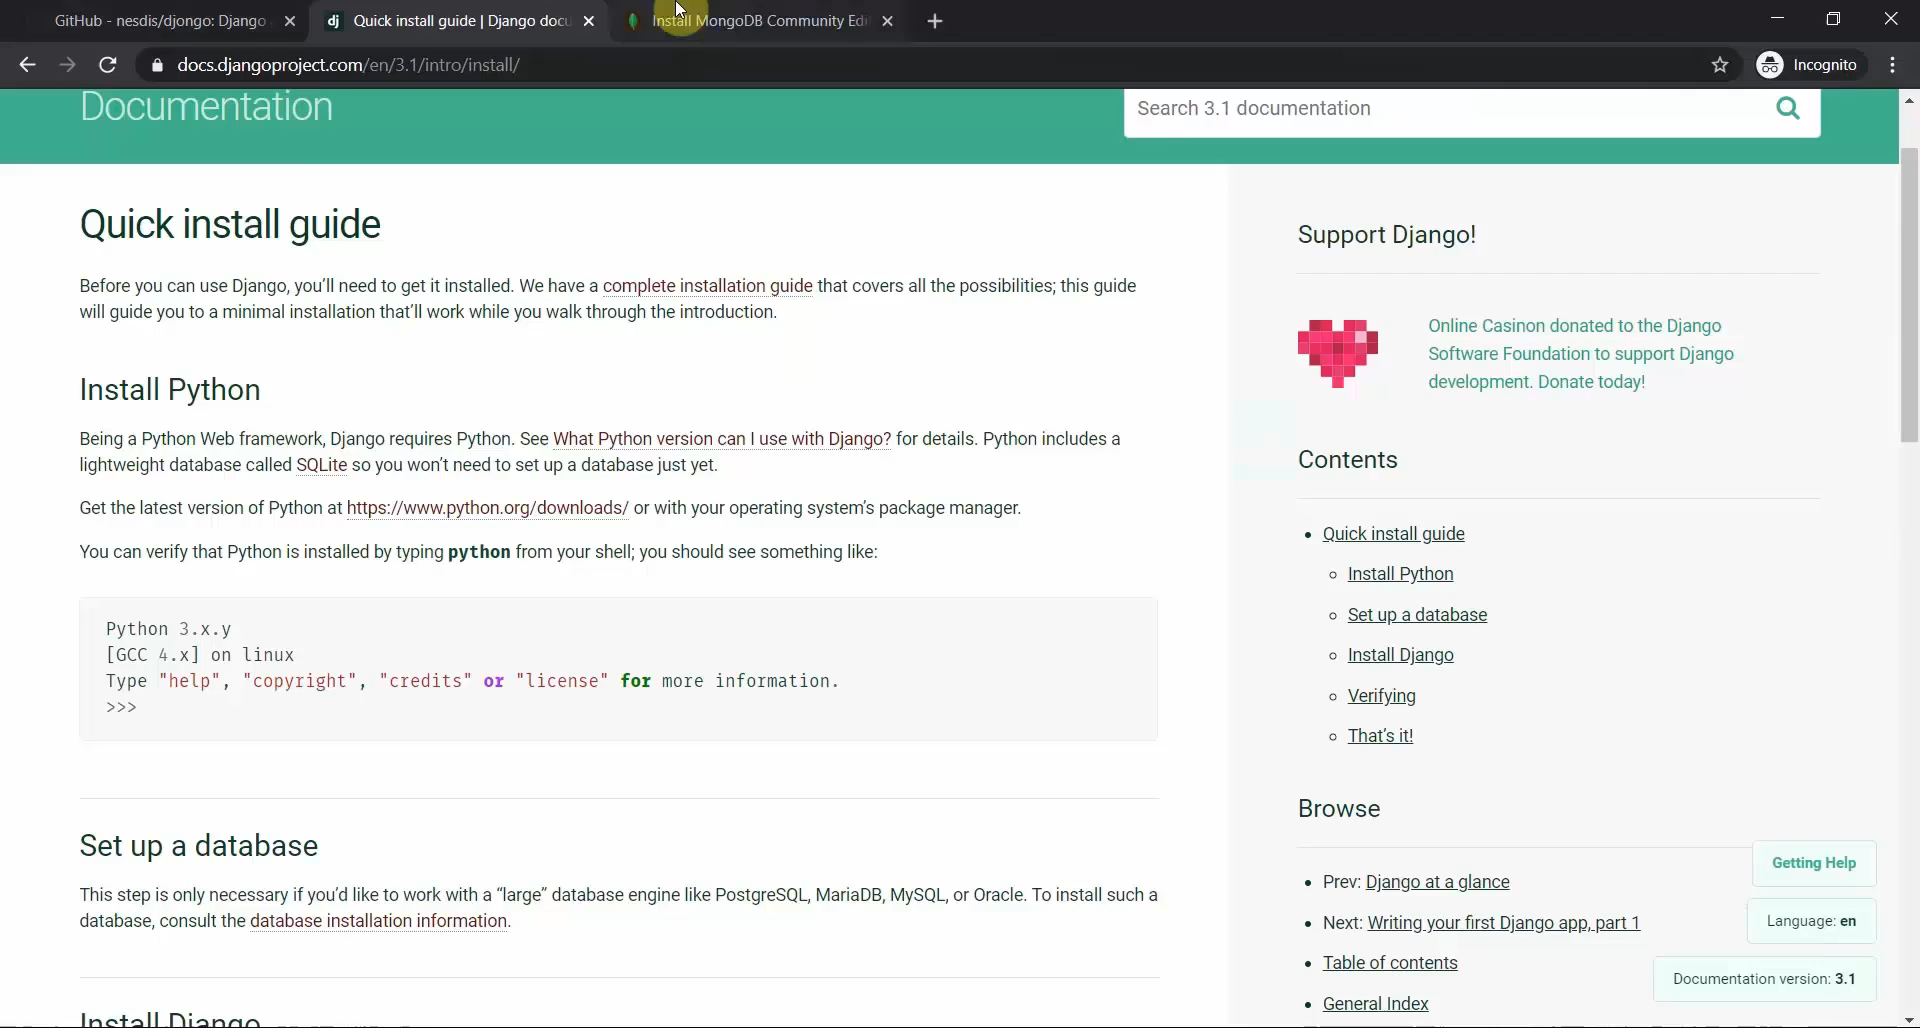 GitHub - nesdis/djongo: Django
dj Quick install guide | Django docu
Install MongoDB Community Edi
docs.djangoproject.com/en/3.1/intro/install/
Incognito
Documentation
Search 3.1 documentation
Quick install guide
Before you can use Django, you'll need to get it installed. We have a complete installation guide that covers all the possibilities; this guide
will guide you to a minimal installation that'll work while you walk through the introduction.
Install Python
Being a Python Web framework, Django requires Python. See What Python version can I use with Django? for details. Python includes a
lightweight database called SQLite so you won't need to set up a database just yet.
Get the latest version of Python at https://www.python.org/downloads/ or with your operating system's package manager.
You can verify that Python is installed by typing python from your shell; you should see something like:
Python 3.x.y
[GCC 4.x] on linux
Type "help", "copyright", "credits" or "license" for more information.
>>>
Set up a database
This step is only necessary if you'd like to work with a “large” database engine like PostgreSQL, MariaDB, MySQL, or Oracle. To install such a
database, consult the database installation information.
Install Django
Support Django!
Online Casinon donated to the Django
Software Foundation to support Django
development. Donate today!
Contents
Quick install guide
Install Python
Set up a database
Install Django
Verifying
That's it!
Browse
Prev: Django at a glance
Next: Writing your first Django app, part 1
Table of contents
General Index
Getting Help
Language: en
Documentation version: 3.1